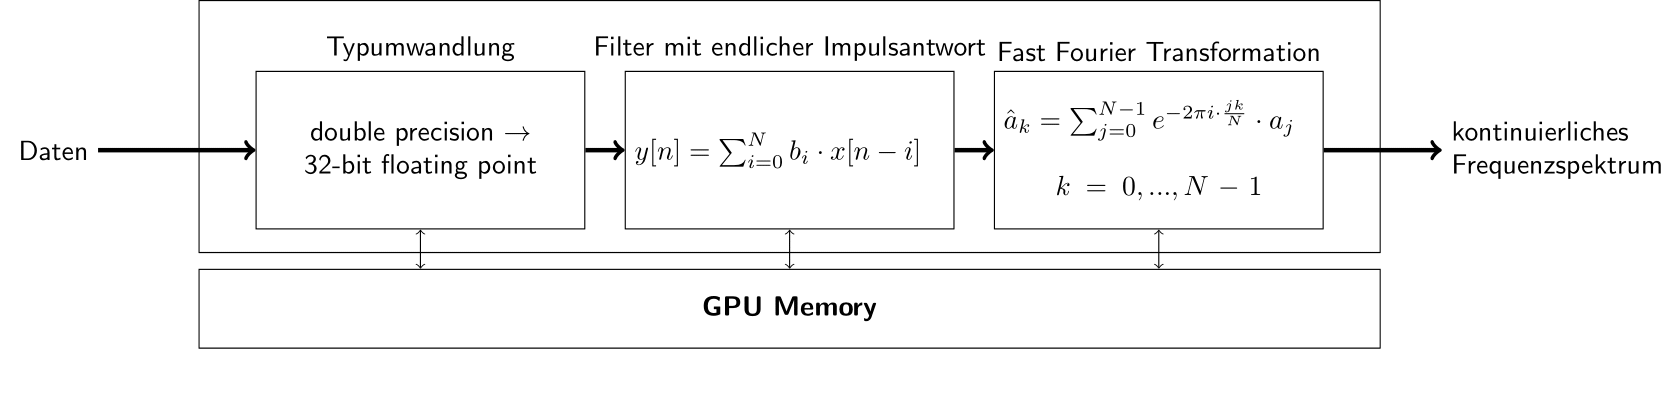 Typumwandlung
Filter mit endlicher Impulsantwort
Fast Fourier Transformation
Daten
double precision →
32-bit floating point
y[n] = ∑_{i=0}^{N} b_i · x[n − i]
â_k = ∑_{j=0}^{N−1} e^{−2πi·\frac{jk}{N}} · a_j
k = 0, ..., N − 1
kontinuierliches
Frequenzspektrum
GPU Memory